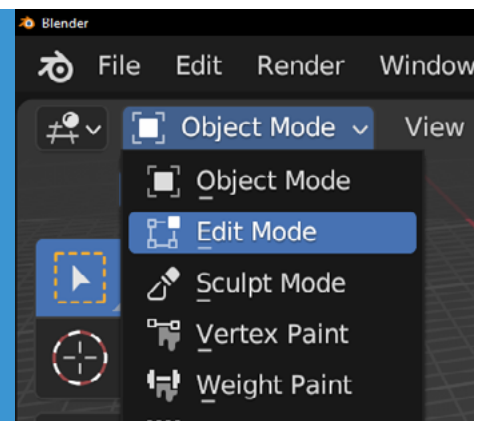 Blender
File Edit Render Window
Object Mode View
Object Mode
Edit Mode
Sculpt Mode
Vertex Paint
Weight Paint